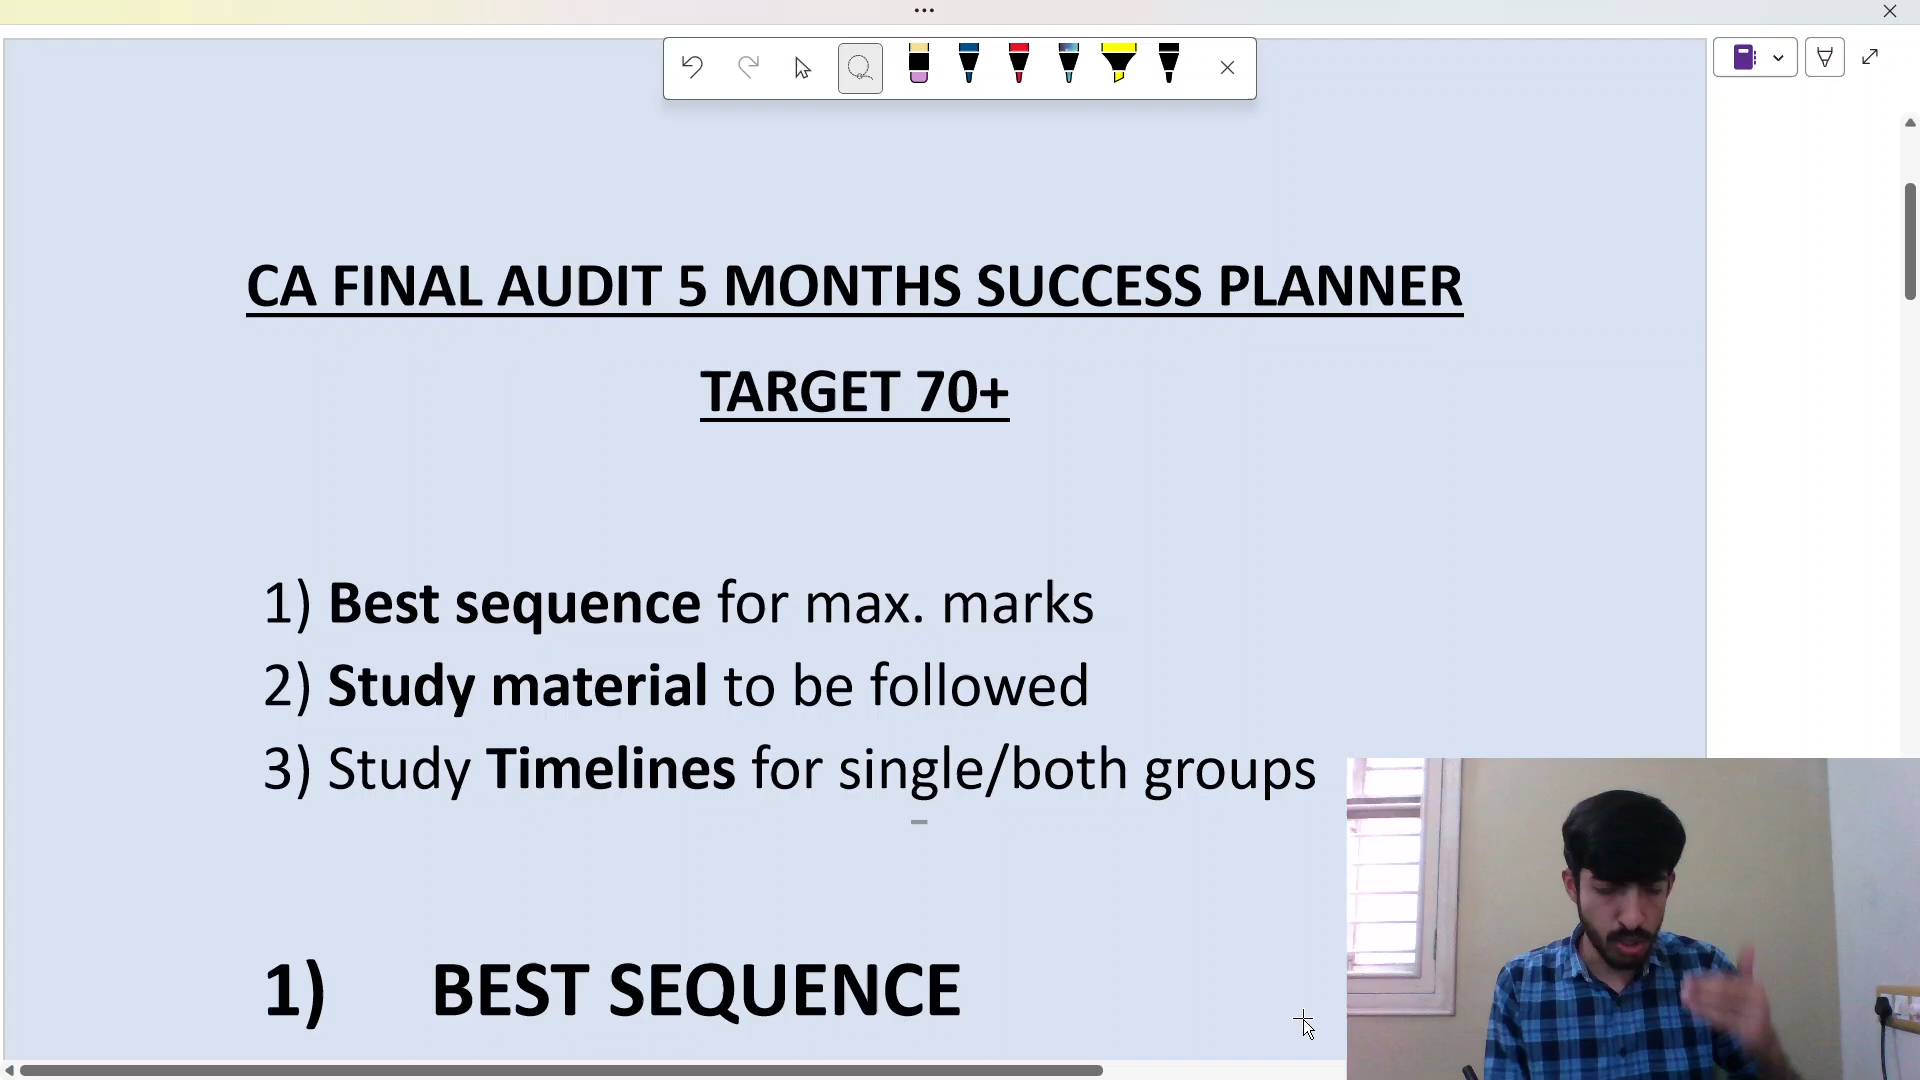 CA FINAL AUDIT 5 MONTHS SUCCESS PLANNER
TARGET 70+
1) Best sequence for max. marks
2) Study material to be followed
3) Study Timelines for single/both groups
1) BEST SEQUENCE